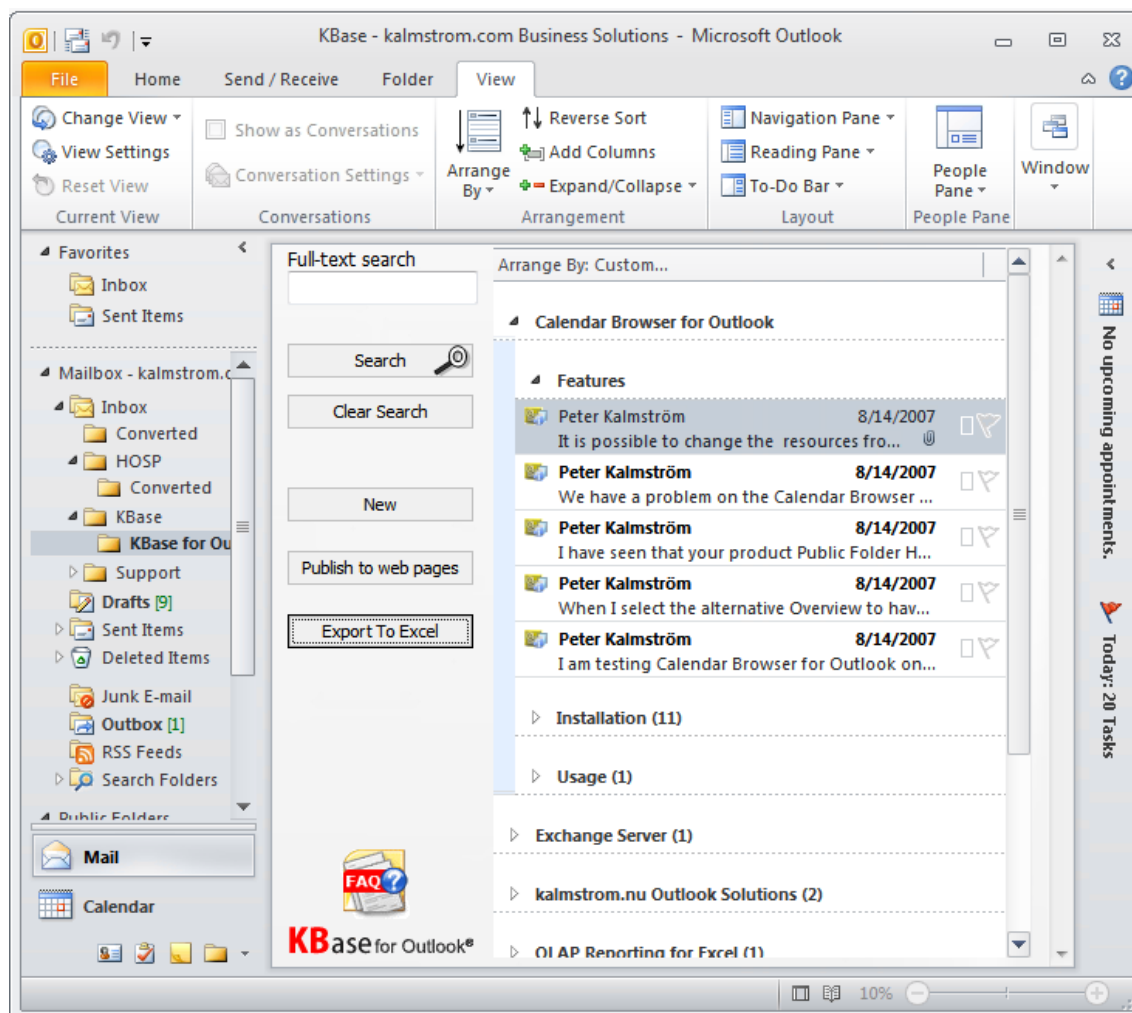 KBase - kalmstrom.com Business Solutions - Microsoft Outlook
File Home Send / Receive Folder View
Change View
View Settings
Reset View
Current View
Show as Conversations
Conversation Settings
Conversations
Arrange By
Reverse Sort
Add Columns
Expand/Collapse
Arrangement
Navigation Pane
Reading Pane
To-Do Bar
Layout
People Pane
People Pane
Window
Favorites
Inbox
Sent Items
Mailbox - kalmstrom.c
Inbox
Converted
HOSP
Converted
KBase
KBase for Ou
Support
Drafts [9]
Sent Items
Deleted Items
Junk E-mail
Outbox [1]
RSS Feeds
Search Folders
Public Folders
Mail
Calendar
Full-text search
Search
Clear Search
New
Publish to web pages
Export To Excel
FAQ ?
KBase for Outlook®
Arrange By: Custom...
Calendar Browser for Outlook
Features
Peter Kalmström 8/14/2007
It is possible to change the resources fro...
Peter Kalmström 8/14/2007
We have a problem on the Calendar Browser ...
Peter Kalmström 8/14/2007
I have seen that your product Public Folder H...
Peter Kalmström 8/14/2007
When I select the alternative Overview to hav...
Peter Kalmström 8/14/2007
I am testing Calendar Browser for Outlook on...
Installation (11)
Usage (1)
Exchange Server (1)
kalmstrom.nu Outlook Solutions (2)
OLAP Reporting for Excel (1)
No upcoming appointments.
Today: 20 Tasks
10%